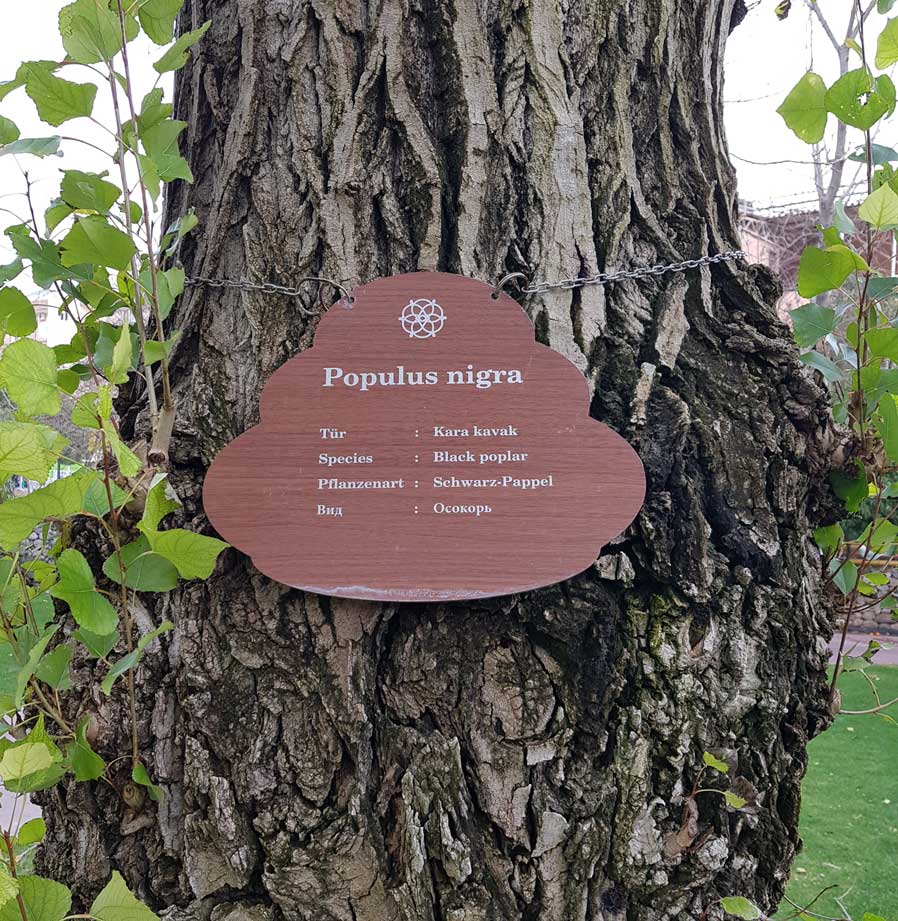 Populus nigra
Tür : Kara kavak
Species : Black poplar
Pflanzenart : Schwarz-Pappel
Вид : Осокорь